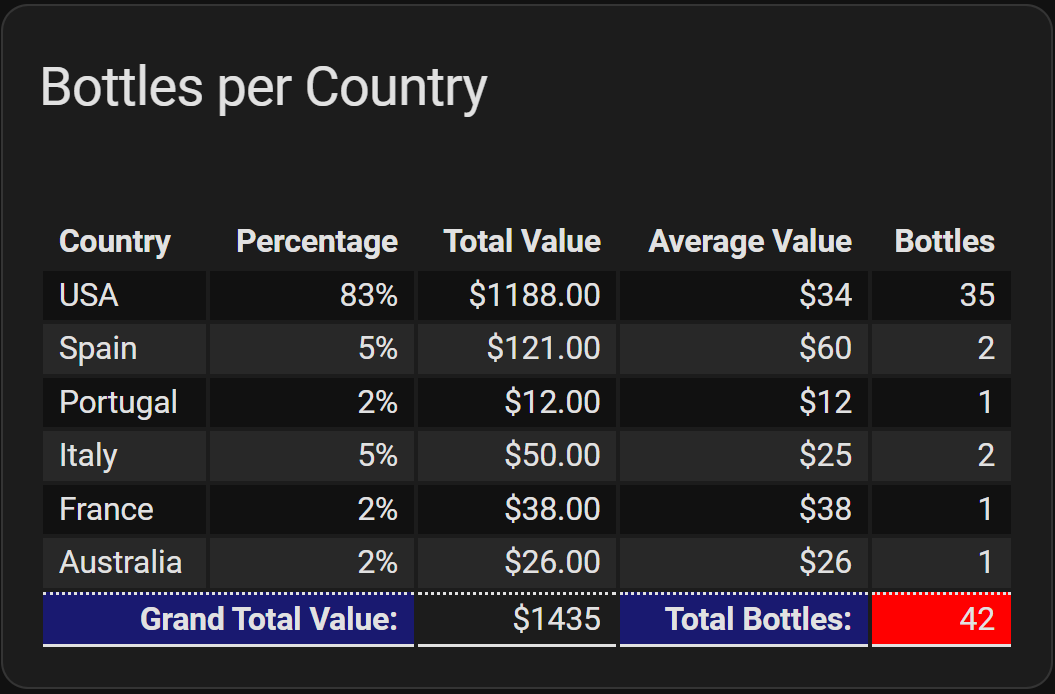 Bottles per Country
Country Percentage Total Value Average Value Bottles
USA 83% $1188.00 $34 35
Spain 5% $121.00 $60 2
Portugal 2% $12.00 $12 1
Italy 5% $50.00 $25 2
France 2% $38.00 $38 1
Australia 2% $26.00 $26 1
Grand Total Value: $1435 Total Bottles: 42